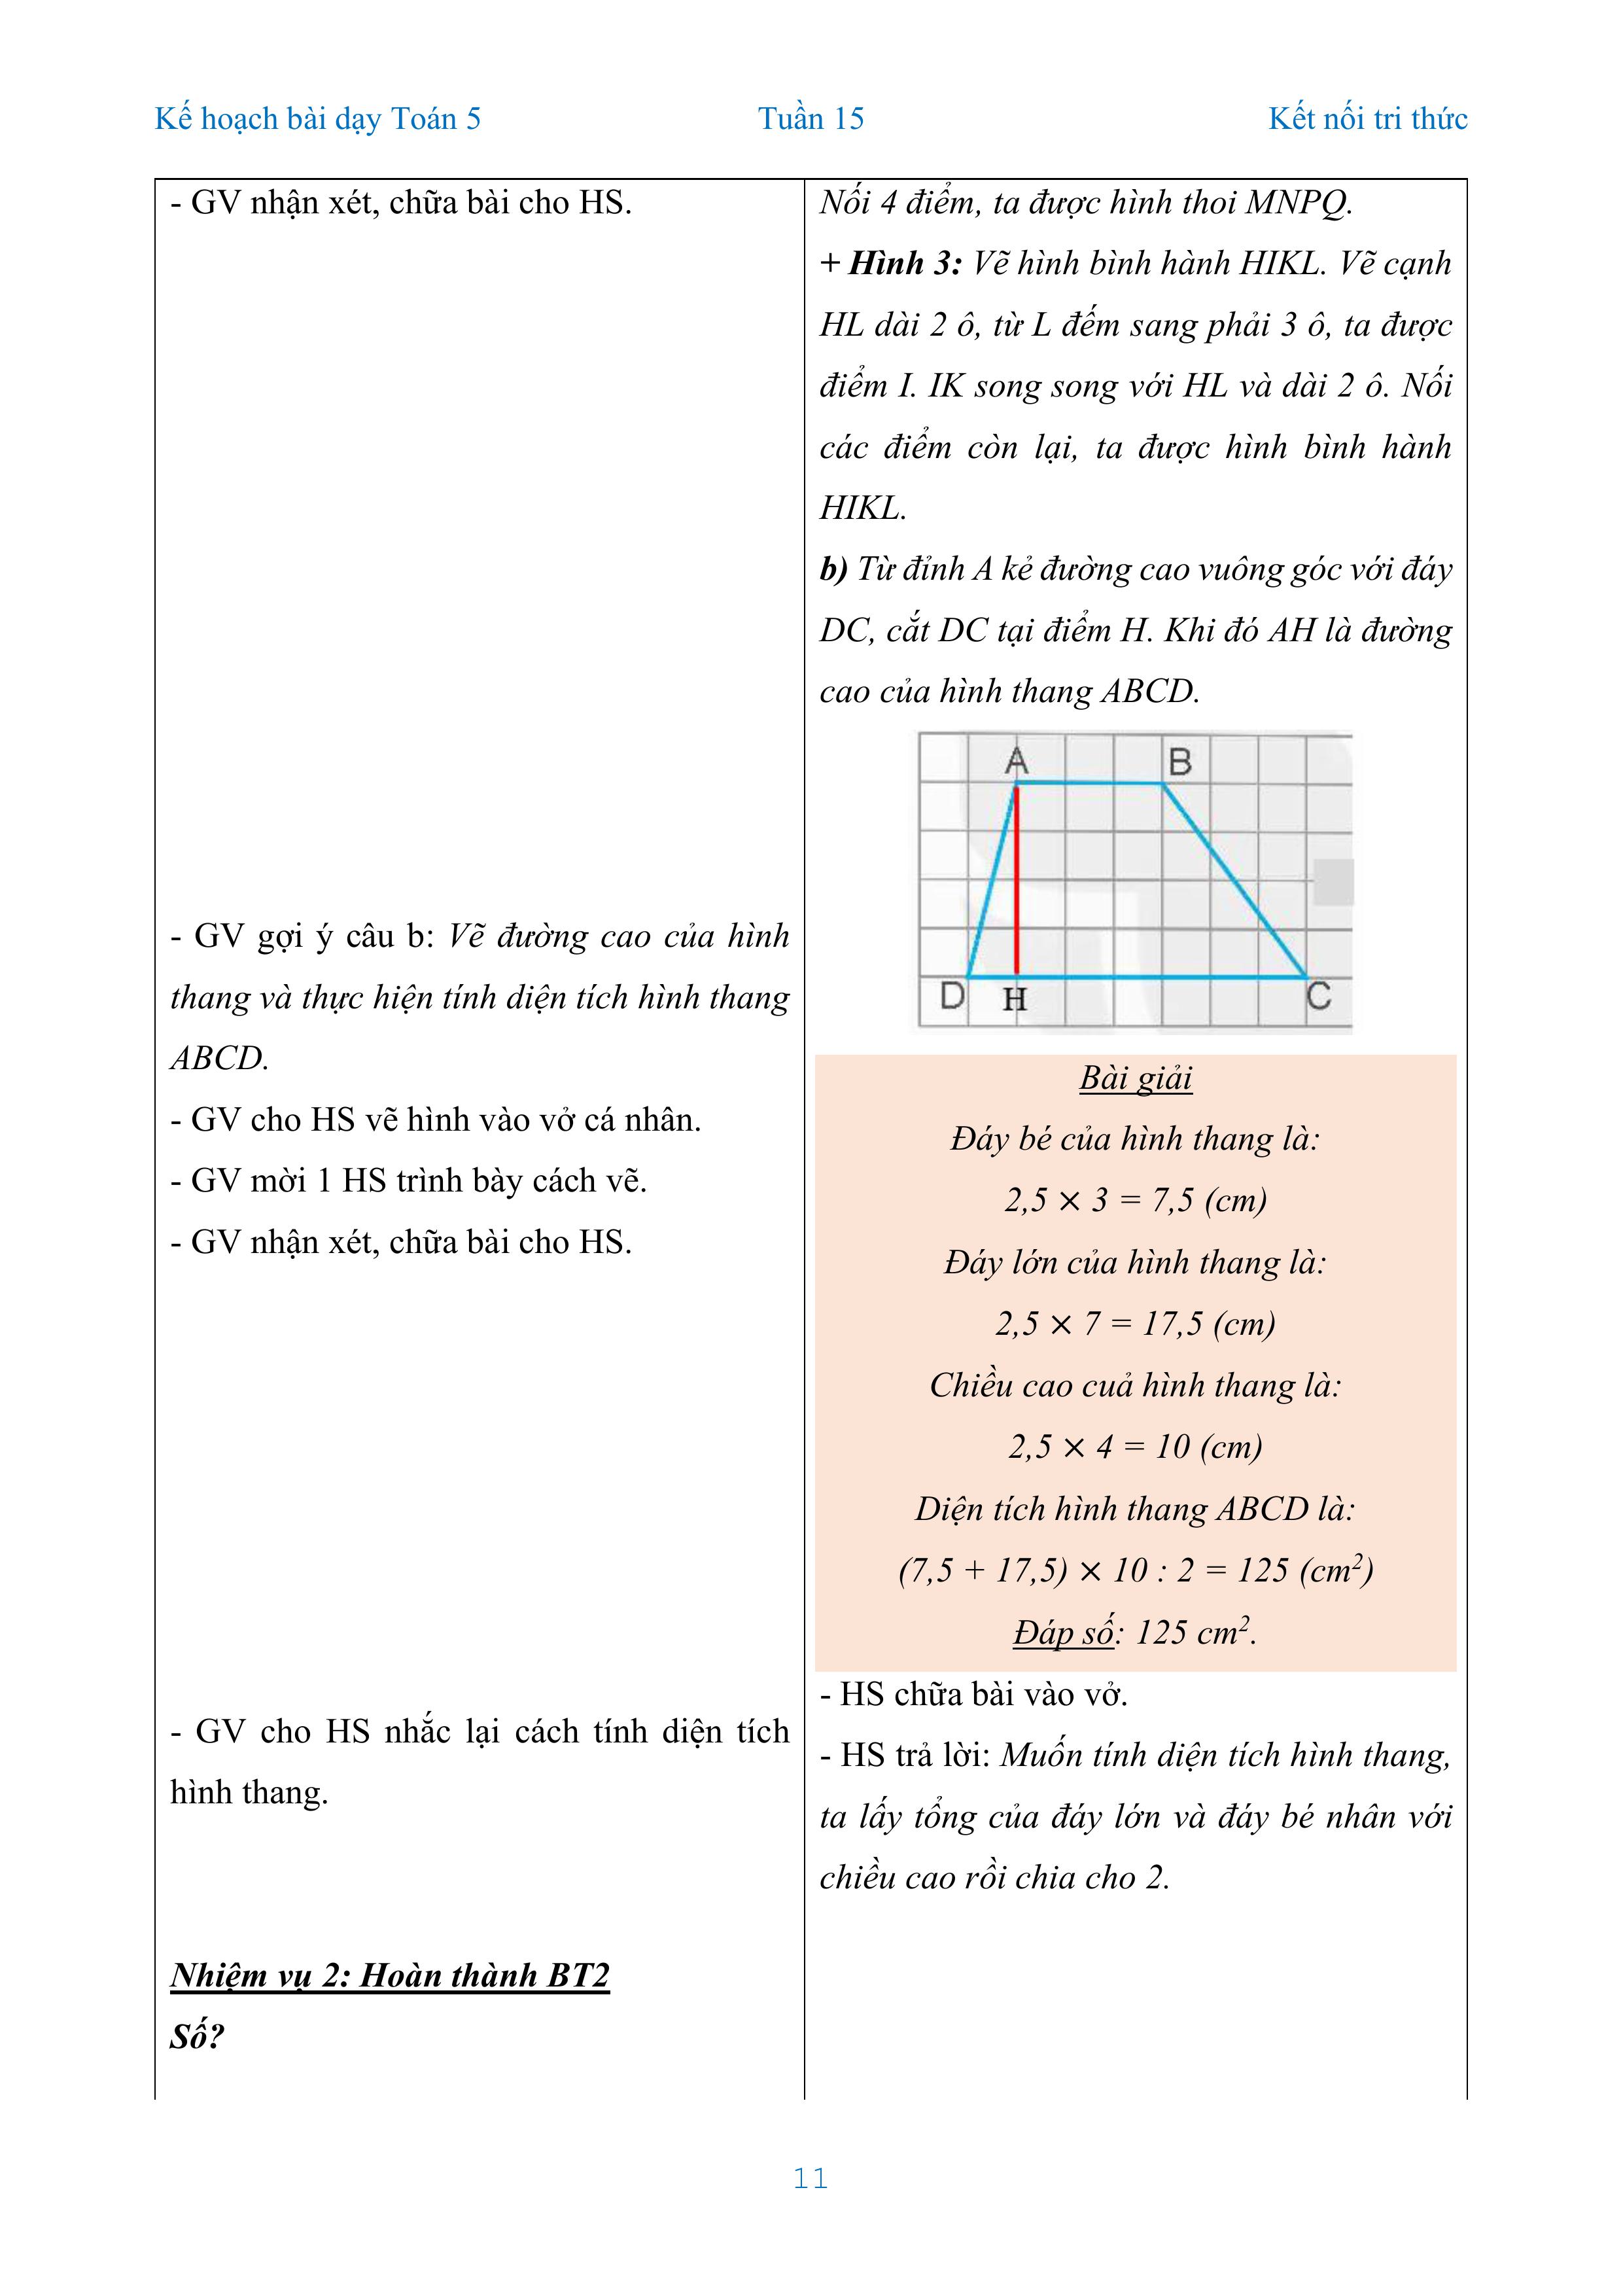 Kế hoạch bài dạy Toán 5 Tuần 15 Kết nối tri thức
- GV nhận xét, chữa bài cho HS.
- GV gợi ý câu b: Vẽ đường cao của hình
thang và thực hiện tính diện tích hình thang
ABCD.
- GV cho HS vẽ hình vào vở cá nhân.
- GV mời 1 HS trình bày cách vẽ.
- GV nhận xét, chữa bài cho HS.
- GV cho HS nhắc lại cách tính diện tích
hình thang.
Nhiệm vụ 2: Hoàn thành BT2
Số?
Nối 4 điểm, ta được hình thoi MNPQ.
+ Hình 3: Vẽ hình bình hành HIKL. Vẽ cạnh
HL dài 2 ô, từ L đếm sang phải 3 ô, ta được
điểm I. IK song song với HL và dài 2 ô. Nối
các điểm còn lại, ta được hình bình hành
HIKL.
b) Từ đỉnh A kẻ đường cao vuông góc với đáy
DC, cắt DC tại điểm H. Khi đó AH là đường
cao của hình thang ABCD.
A B
D H C
Bài giải
Đáy bé của hình thang là:
2,5 × 3 = 7,5 (cm)
Đáy lớn của hình thang là:
2,5 × 7 = 17,5 (cm)
Chiều cao cuả hình thang là:
2,5 × 4 = 10 (cm)
Diện tích hình thang ABCD là:
(7,5 + 17,5) × 10 : 2 = 125 (cm²)
Đáp số: 125 cm².
- HS chữa bài vào vở.
- HS trả lời: Muốn tính diện tích hình thang,
ta lấy tổng của đáy lớn và đáy bé nhân với
chiều cao rồi chia cho 2.
11